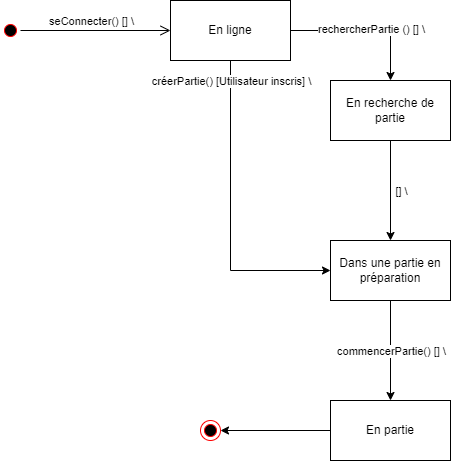 seConnecter() [] \
En ligne
rechercherPartie () [] \
créerPartie() [Utilisateur inscris] \
En recherche de
partie
[] \
Dans une partie en
préparation
commencerPartie() [] \
En partie